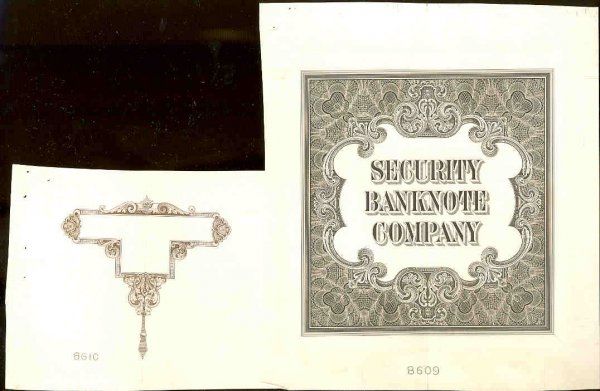 SECURITY
BANKNOTE
COMPANY
8609
8610